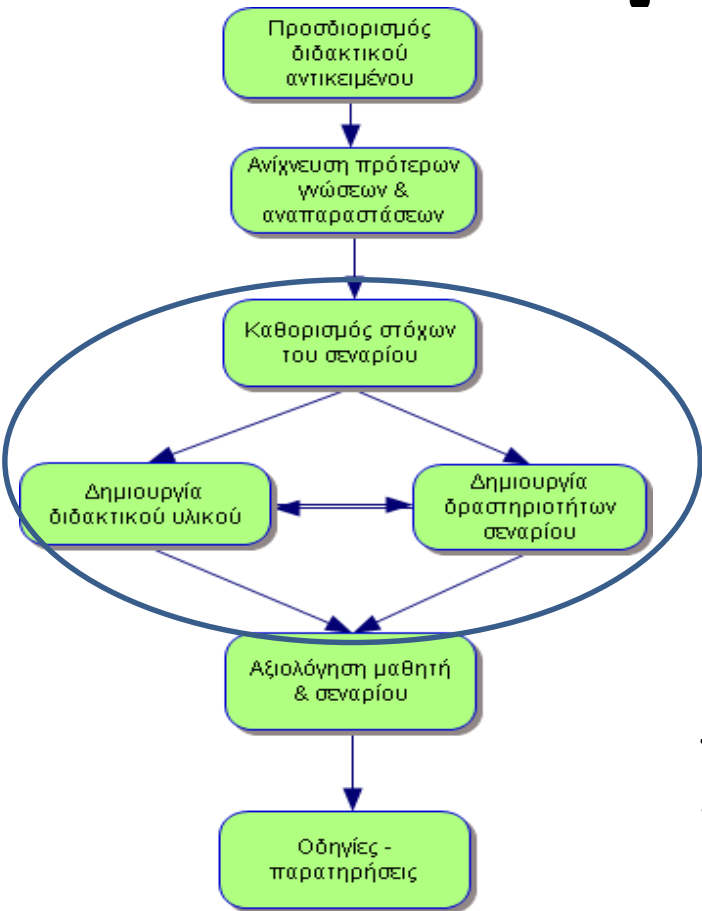 Προσδιορισμός
διδακτικού
αντικειμένου
Ανίχνευση πρότερων
γνώσεων &
αναπαραστάσεων
Καθορισμός στόχων
του σεναρίου
Δημιουργία
διδακτικού υλικού
Δημιουργία
δραστηριοτήτων
σεναρίου
Αξιολόγηση μαθητή
& σεναρίου
Οδηγίες -
παρατηρήσεις